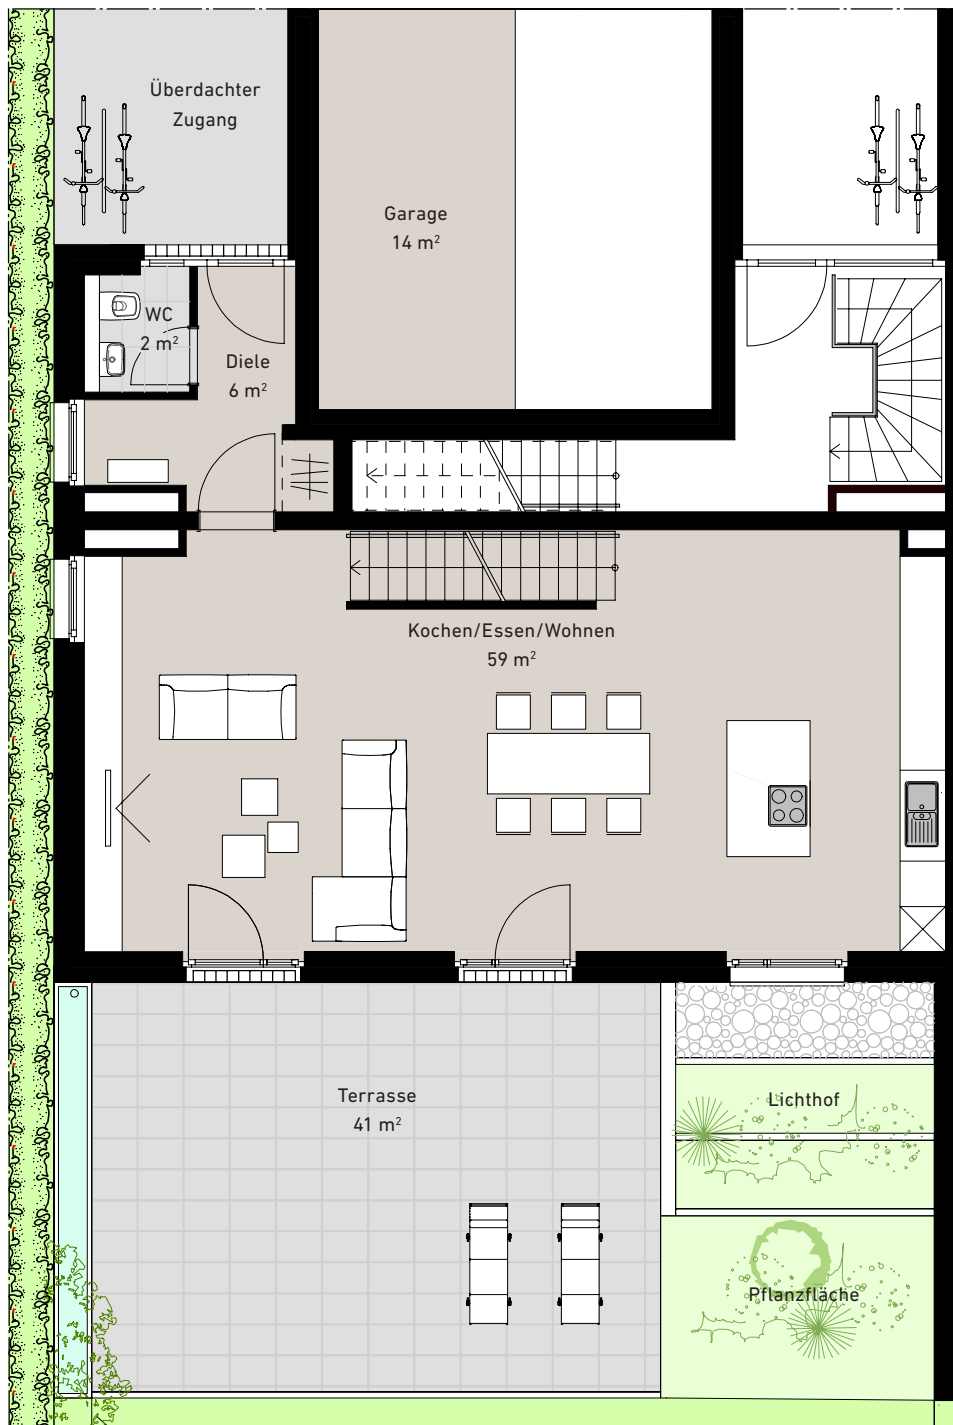 Überdachter
Zugang
Garage
14 m²
WC
2 m²
Diele
6 m²
Kochen/Essen/Wohnen
59 m²
Terrasse
41 m²
Lichthof
Pflanzfläche